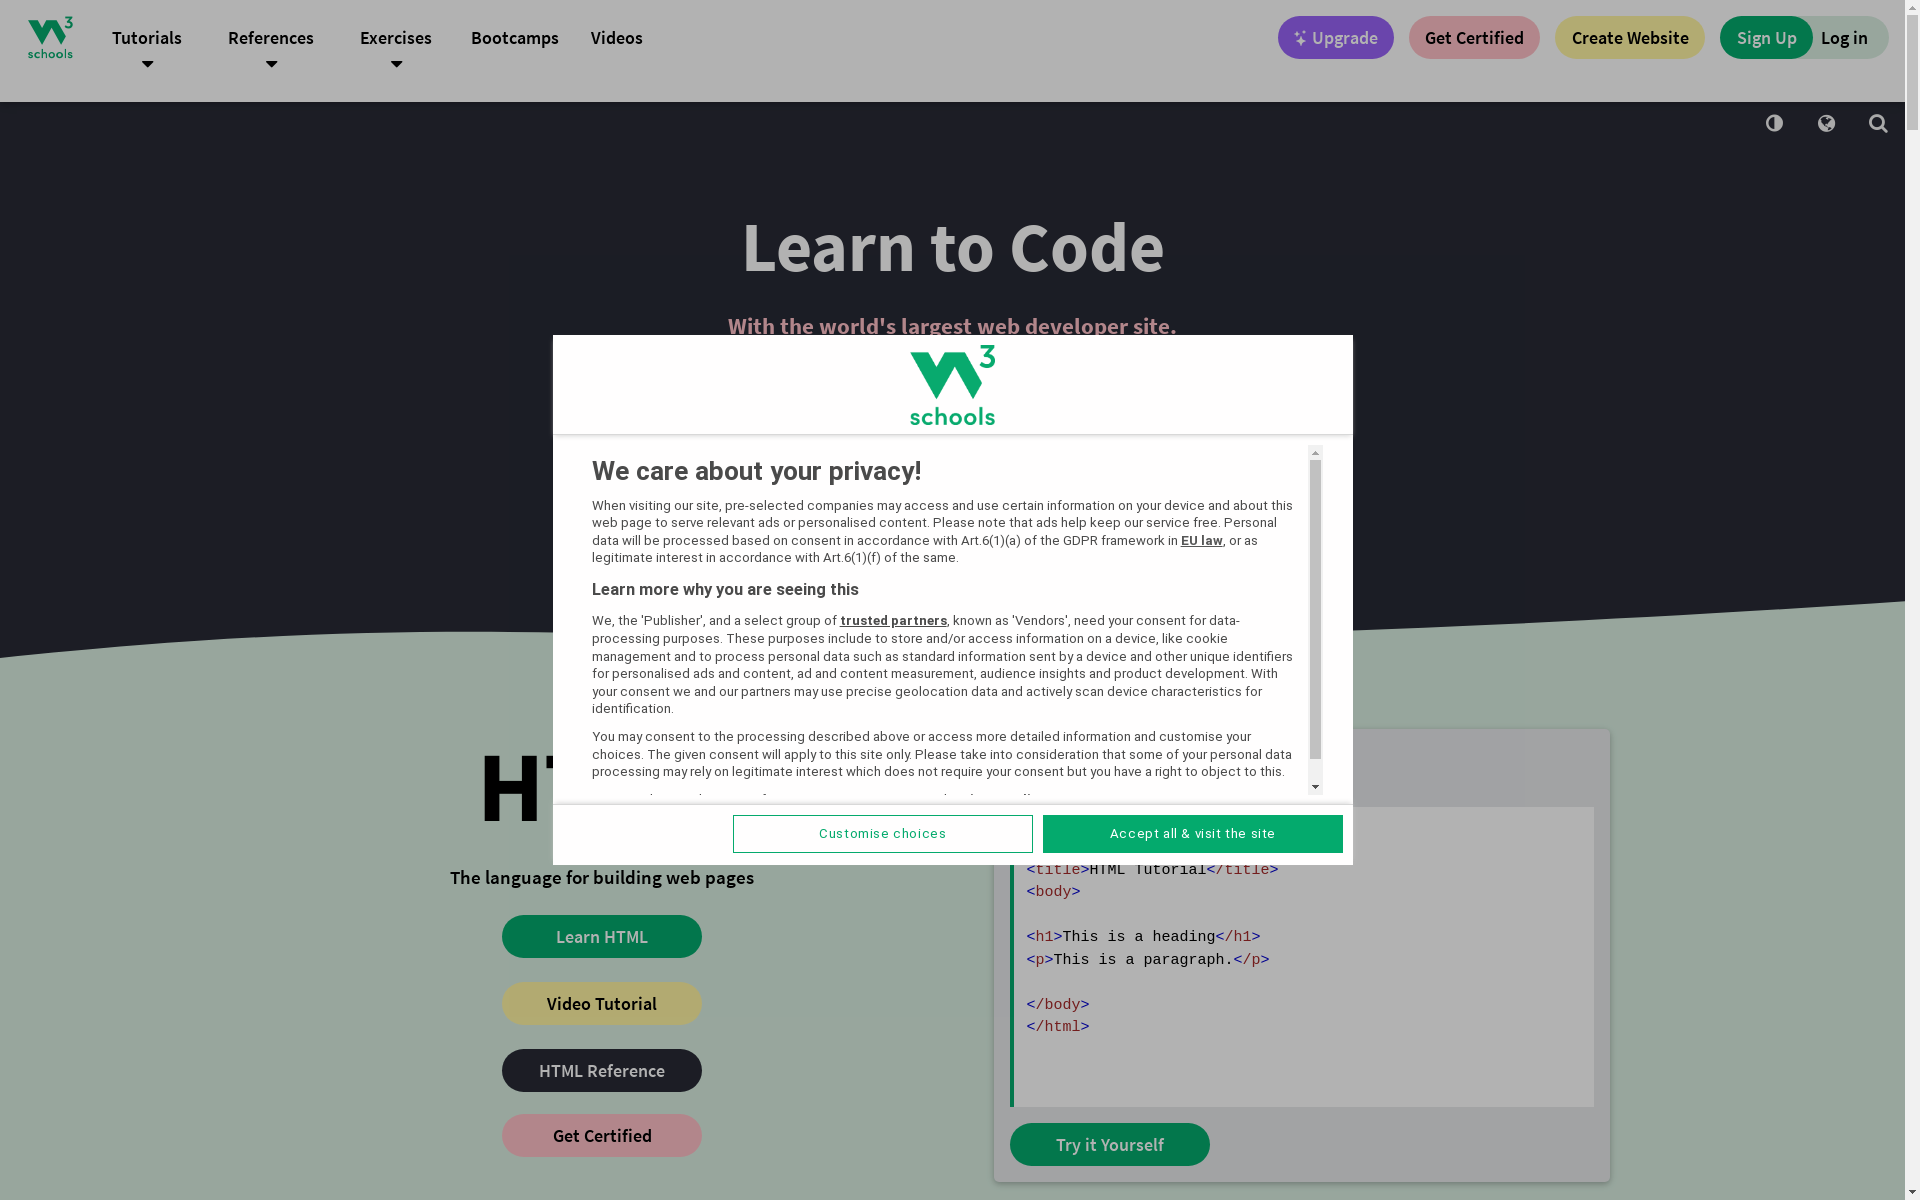 3
schools
Tutorials
References
Exercises
Bootcamps
Videos
Upgrade
Get Certified
Create Website
Sign Up
Log in
Learn to Code
With the world's largest web developer site.
3
schools
We care about your privacy!
When visiting our site, pre-selected companies may access and use certain information on your device and about this
web page to serve relevant ads or personalised content. Please note that ads help keep our service free. Personal
data will be processed based on consent in accordance with Art.6(1)(a) of the GDPR framework in EU law, or as
legitimate interest in accordance with Art.6(1)(f) of the same.
Learn more why you are seeing this
We, the 'Publisher', and a select group of trusted partners, known as 'Vendors', need your consent for data-
processing purposes. These purposes include to store and/or access information on a device, like cookie
management and to process personal data such as standard information sent by a device and other unique identifiers
for personalised ads and content, ad and content measurement, audience insights and product development. With
your consent we and our partners may use precise geolocation data and actively scan device characteristics for
identification.
You may consent to the processing described above or access more detailed information and customise your
choices. The given consent will apply to this site only. Please take into consideration that some of your personal data
processing may rely on legitimate interest which does not require your consent but you have a right to object to this.
Customise choices
Accept all & visit the site
The language for building web pages
Learn HTML
Video Tutorial
HTML Reference
Get Certified
<title>HTML Tutorial</title>
<body>
<h1>This is a heading</h1>
<p>This is a paragraph.</p>
</body>
</html>
Try it Yourself